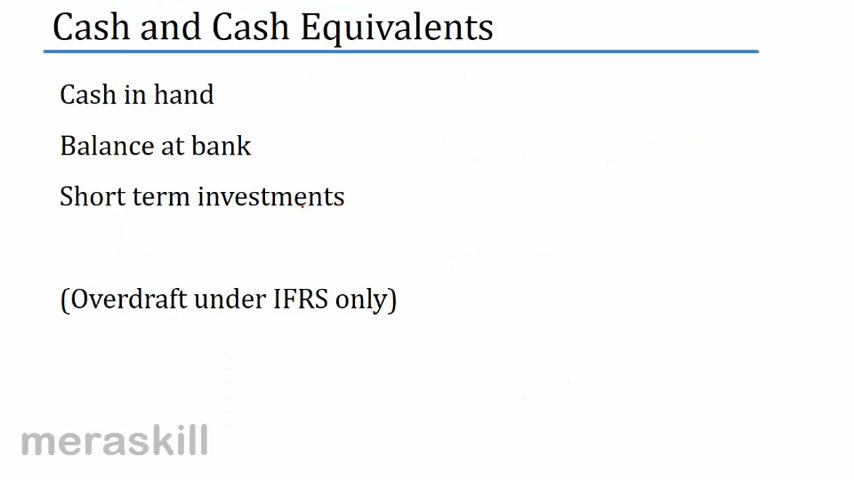 Cash and Cash Equivalents
Cash in hand
Balance at bank
Short term investments
(Overdraft under IFRS only)
meraskill